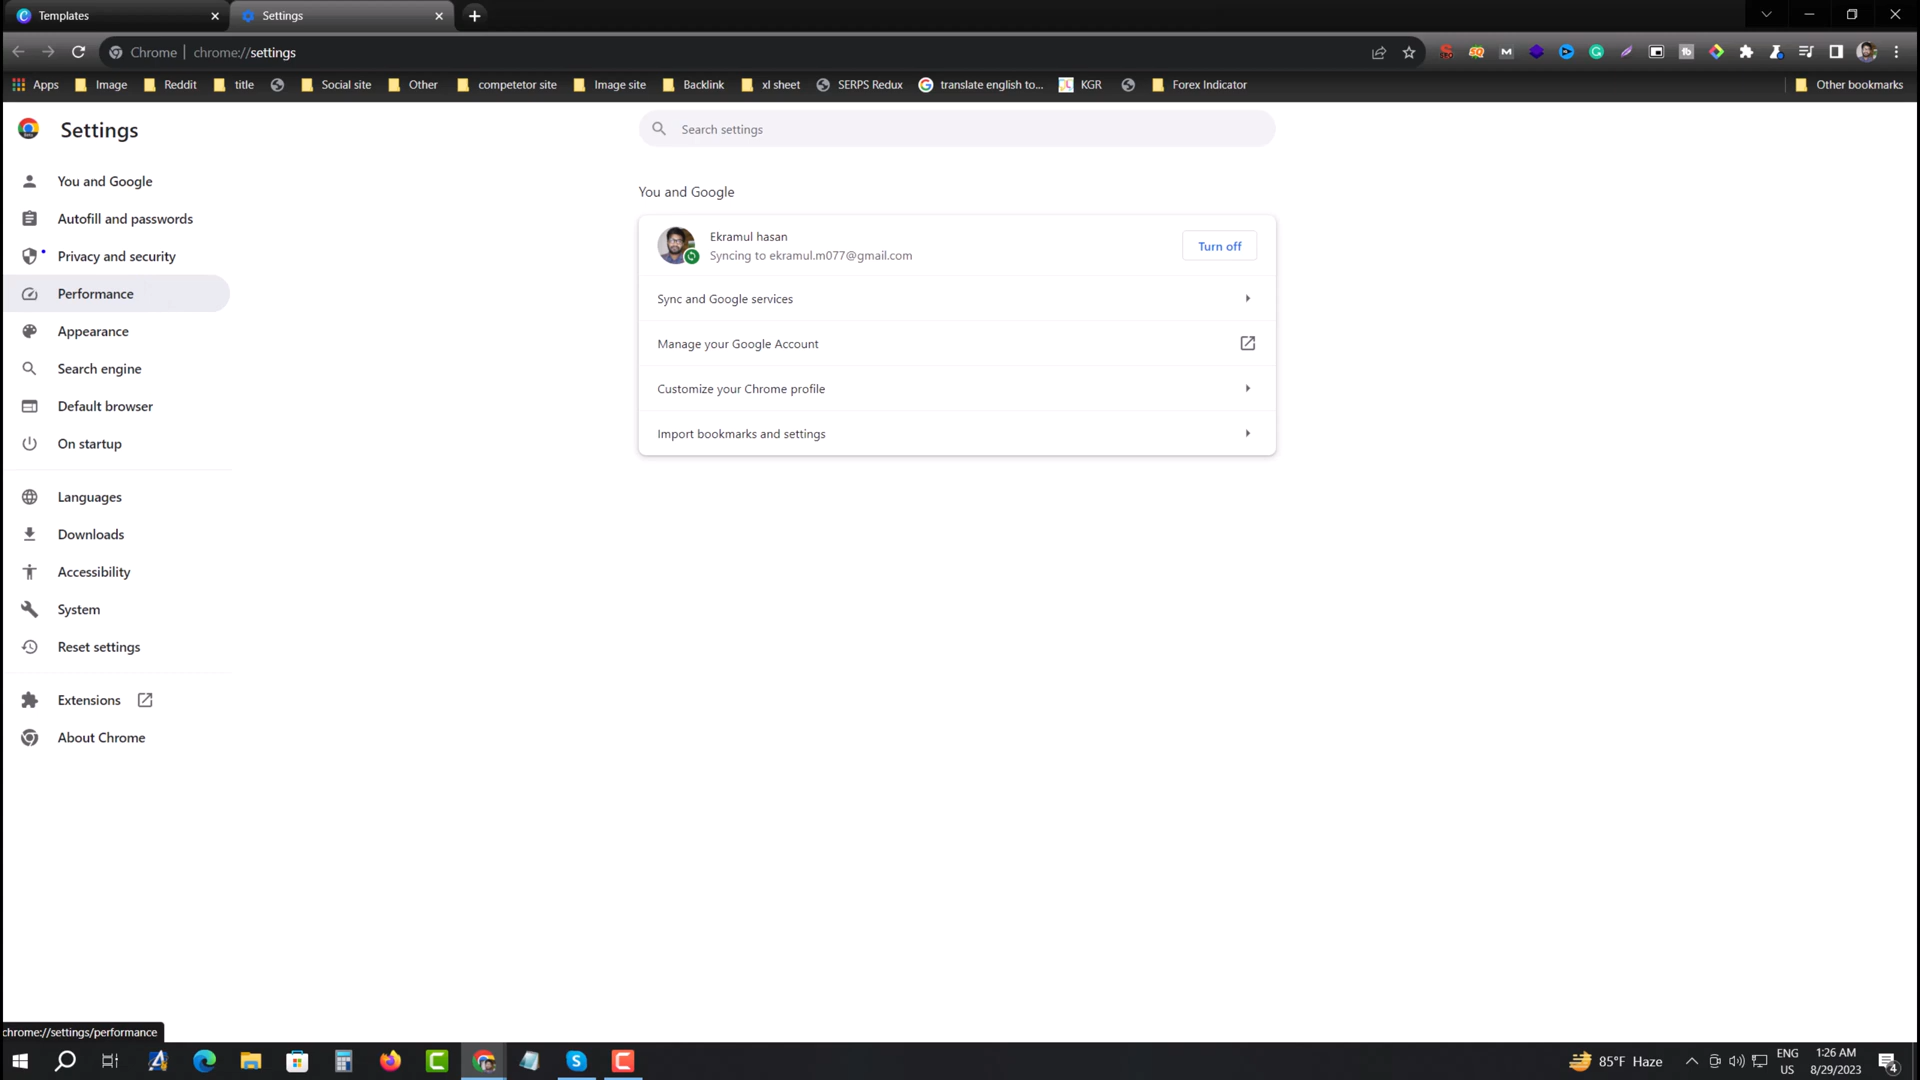 Templates
Settings
Chrome | chrome://settings
Apps Image Reddit title Social site Other competetor site Image site Backlink xl sheet SERPS Redux translate english to... KGR Forex Indicator Other bookmarks
Settings
Search settings
You and Google
Autofill and passwords
Privacy and security
Performance
Appearance
Search engine
Default browser
On startup
Languages
Downloads
Accessibility
System
Reset settings
Extensions
About Chrome
You and Google
Ekramul hasan
Syncing to ekramul.m077@gmail.com
Turn off
Sync and Google services
Manage your Google Account
Customize your Chrome profile
Import bookmarks and settings
chrome://settings/performance
85°F Haze
ENG
US
1:26 AM
8/29/2023
4